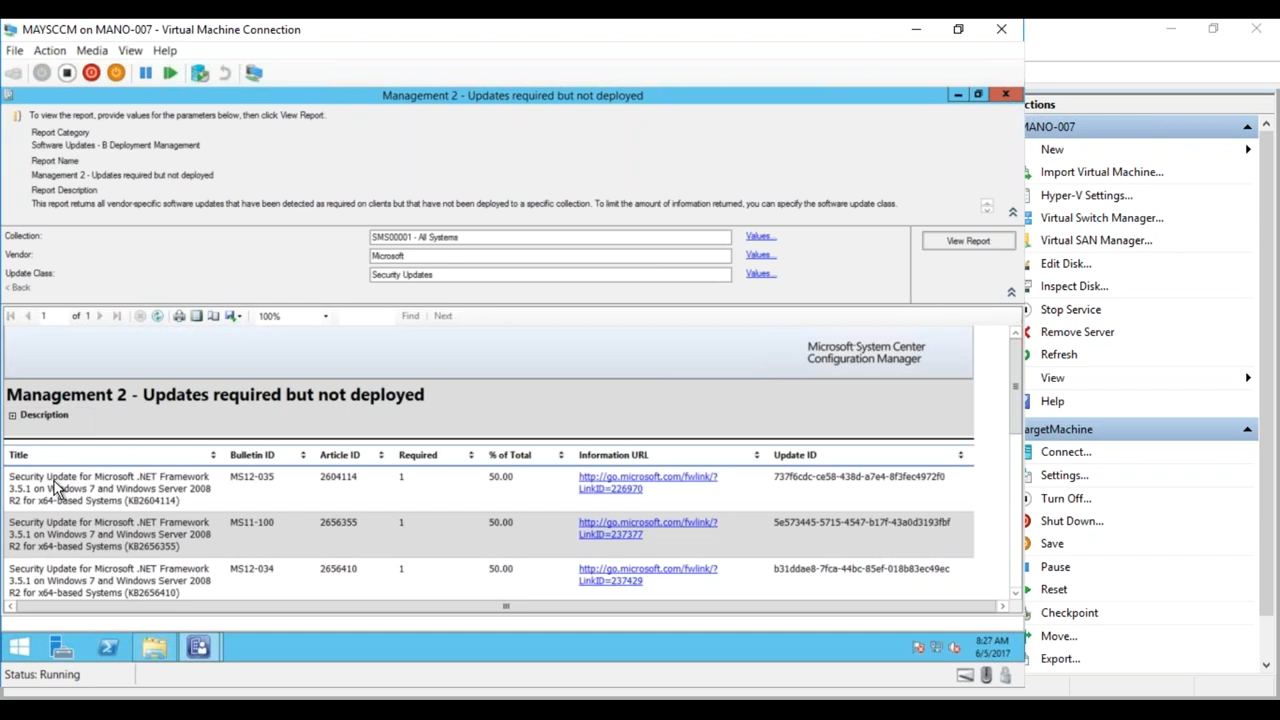 MAYSCCM on MANO-007 - Virtual Machine Connection
File Action Media View Help
Management 2 - Updates required but not deployed
To view the report, provide values for the parameters below, then click View Report.
Report Category
Software Updates - B Deployment Management
Report Name
Management 2 - Updates required but not deployed
Report Description
This report returns all vendor-specific software updates that have been detected as required on clients but that have not been deployed to a specific collection. To limit the amount of information returned, you can specify the software update class.
Collection: SMS00001 - All Systems Values... View Report
Vendor: Microsoft Values...
Update Class: Security Updates Values...
< Back
1 of 1 100% Find Next
Microsoft System Center
Configuration Manager
Management 2 - Updates required but not deployed
Description
Title Bulletin ID Article ID Required % of Total Information URL Update ID
Security Update for Microsoft .NET Framework 3.5.1 on Windows 7 and Windows Server 2008 R2 for x64-based Systems (KB2604114) MS12-035 2604114 1 50.00 http://go.microsoft.com/fwlink/?LinkID=226970 737f6cdc-ce58-438d-a7e4-8f3fec4972f0
Security Update for Microsoft .NET Framework 3.5.1 on Windows 7 and Windows Server 2008 R2 for x64-based Systems (KB2656355) MS11-100 2656355 1 50.00 http://go.microsoft.com/fwlink/?LinkID=237377 5e573445-5715-4547-b17f-43a0d3193fbf
Security Update for Microsoft .NET Framework 3.5.1 on Windows 7 and Windows Server 2008 R2 for x64-based Systems (KB2656410) MS12-034 2656410 1 50.00 http://go.microsoft.com/fwlink/?LinkID=237429 b31ddae8-7fca-44bc-85ef-018b83ec49ec
8:27 AM
6/5/2017
Status: Running
ctions
MANO-007
New
Import Virtual Machine...
Hyper-V Settings...
Virtual Switch Manager...
Virtual SAN Manager...
Edit Disk...
Inspect Disk...
Stop Service
Remove Server
Refresh
View
Help
argetMachine
Connect...
Settings...
Turn Off...
Shut Down...
Save
Pause
Reset
Checkpoint
Move...
Export...